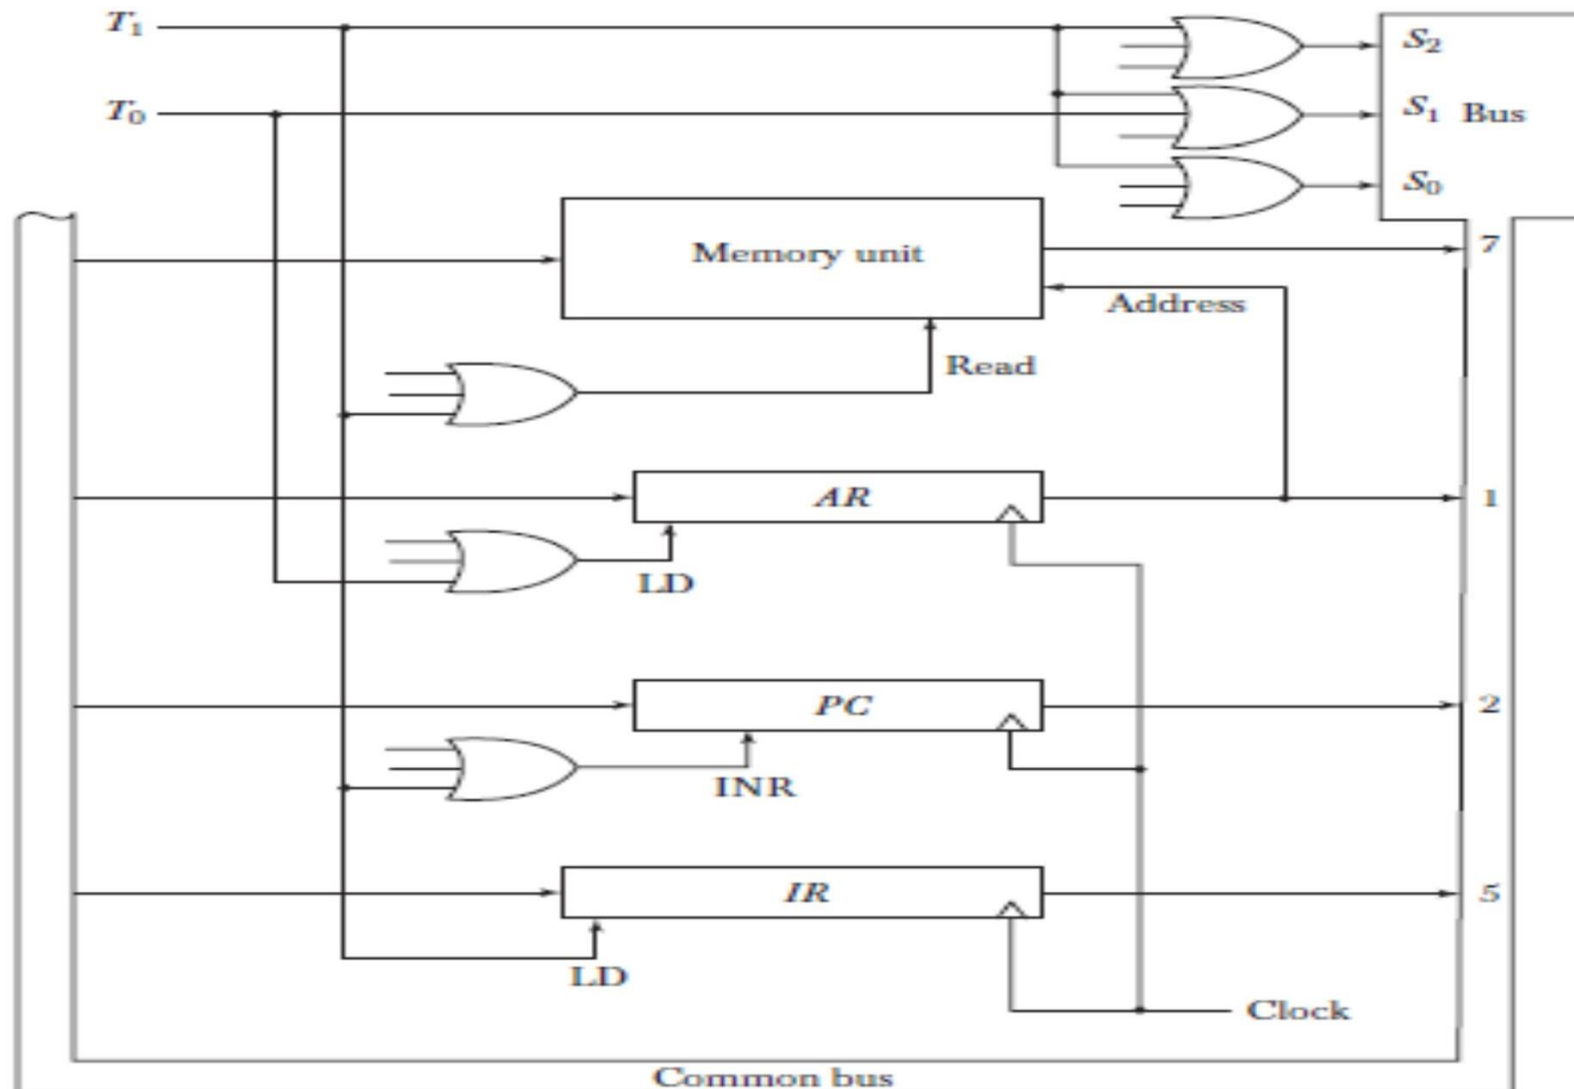 T₁
S₂
T₀
S₁ Bus
S₀
Memory unit
7
Address
Read
AR
1
LD
PC
2
INR
IR
5
LD
Clock
Common bus